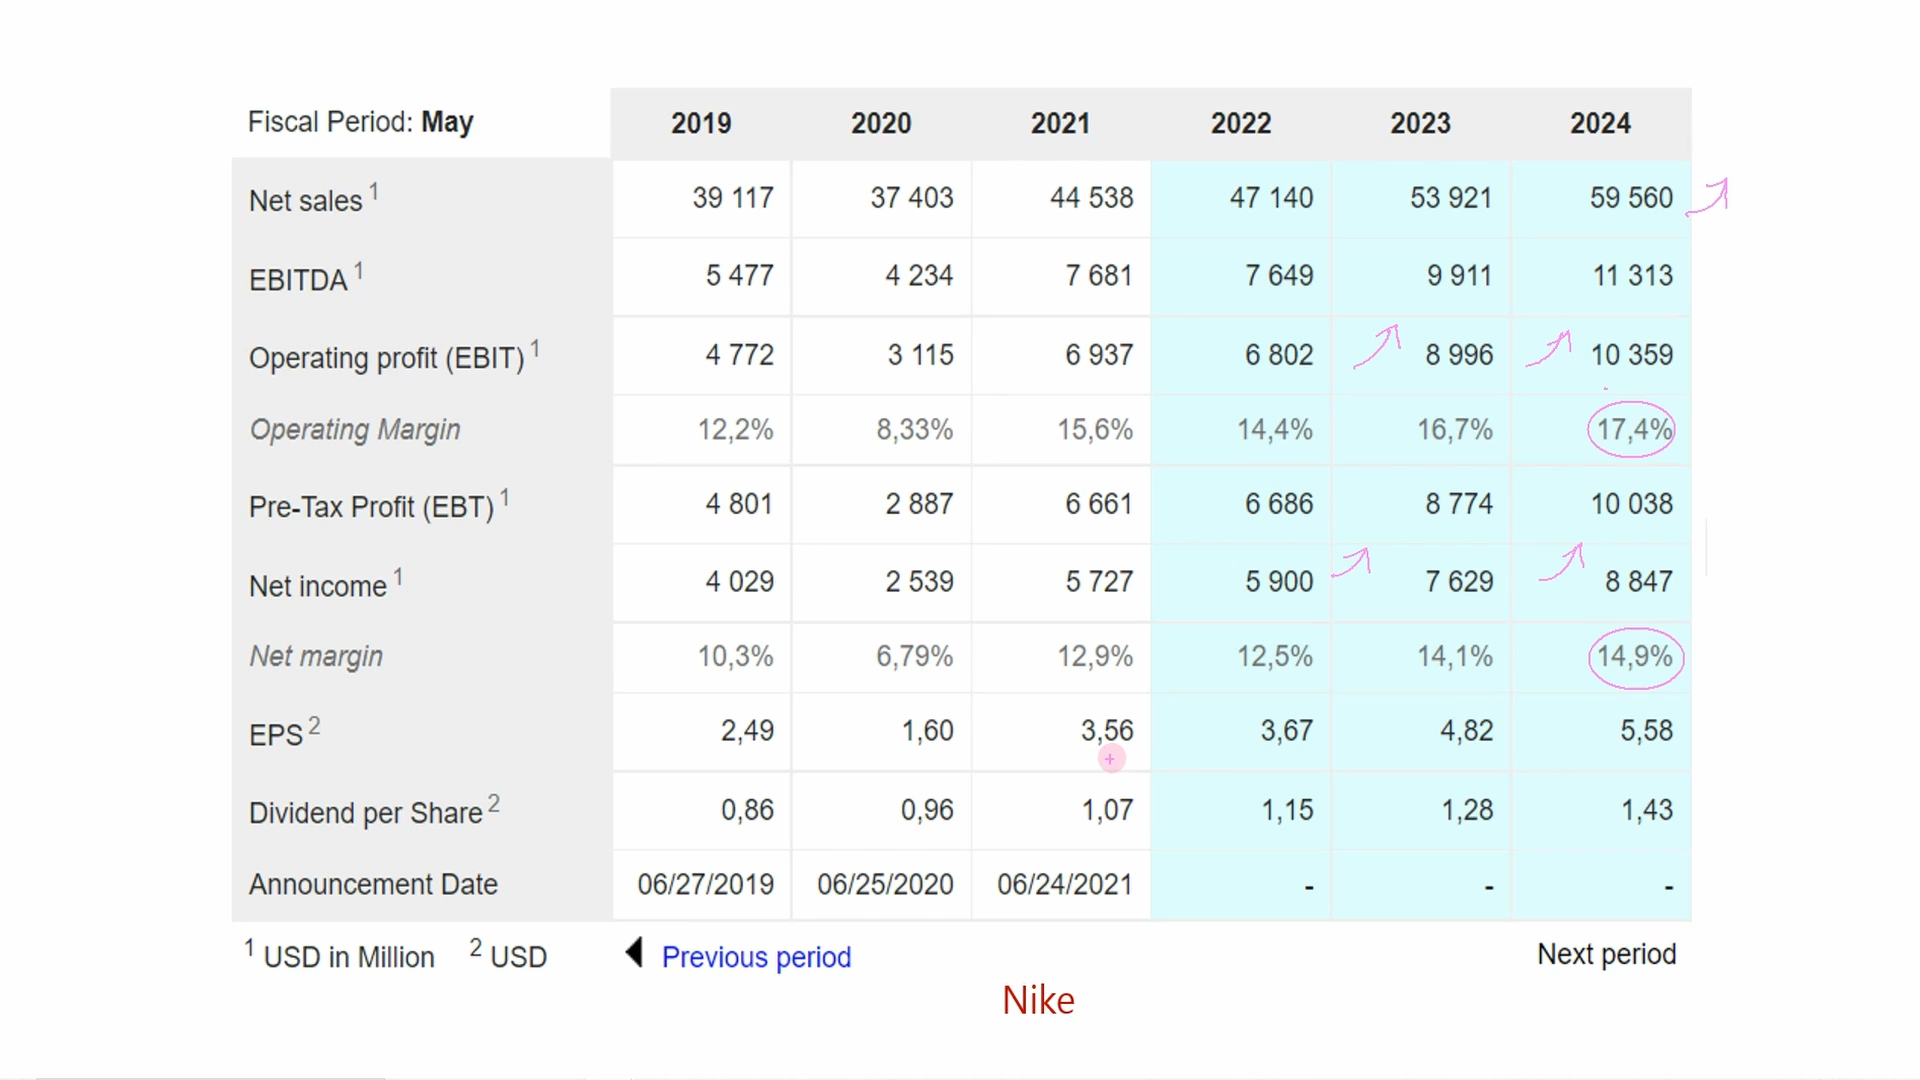 Fiscal Period: May 2019 2020 2021 2022 2023 2024
Net sales 1 39 117 37 403 44 538 47 140 53 921 59 560
EBITDA 1 5 477 4 234 7 681 7 649 9 911 11 313
Operating profit (EBIT) 1 4 772 3 115 6 937 6 802 8 996 10 359
Operating Margin 12,2% 8,33% 15,6% 14,4% 16,7% 17,4%
Pre-Tax Profit (EBT) 1 4 801 2 887 6 661 6 686 8 774 10 038
Net income 1 4 029 2 539 5 727 5 900 7 629 8 847
Net margin 10,3% 6,79% 12,9% 12,5% 14,1% 14,9%
EPS 2 2,49 1,60 3,56 3,67 4,82 5,58
Dividend per Share 2 0,86 0,96 1,07 1,15 1,28 1,43
Announcement Date 06/27/2019 06/25/2020 06/24/2021 - - -
1 USD in Million 2 USD Previous period Next period
Nike